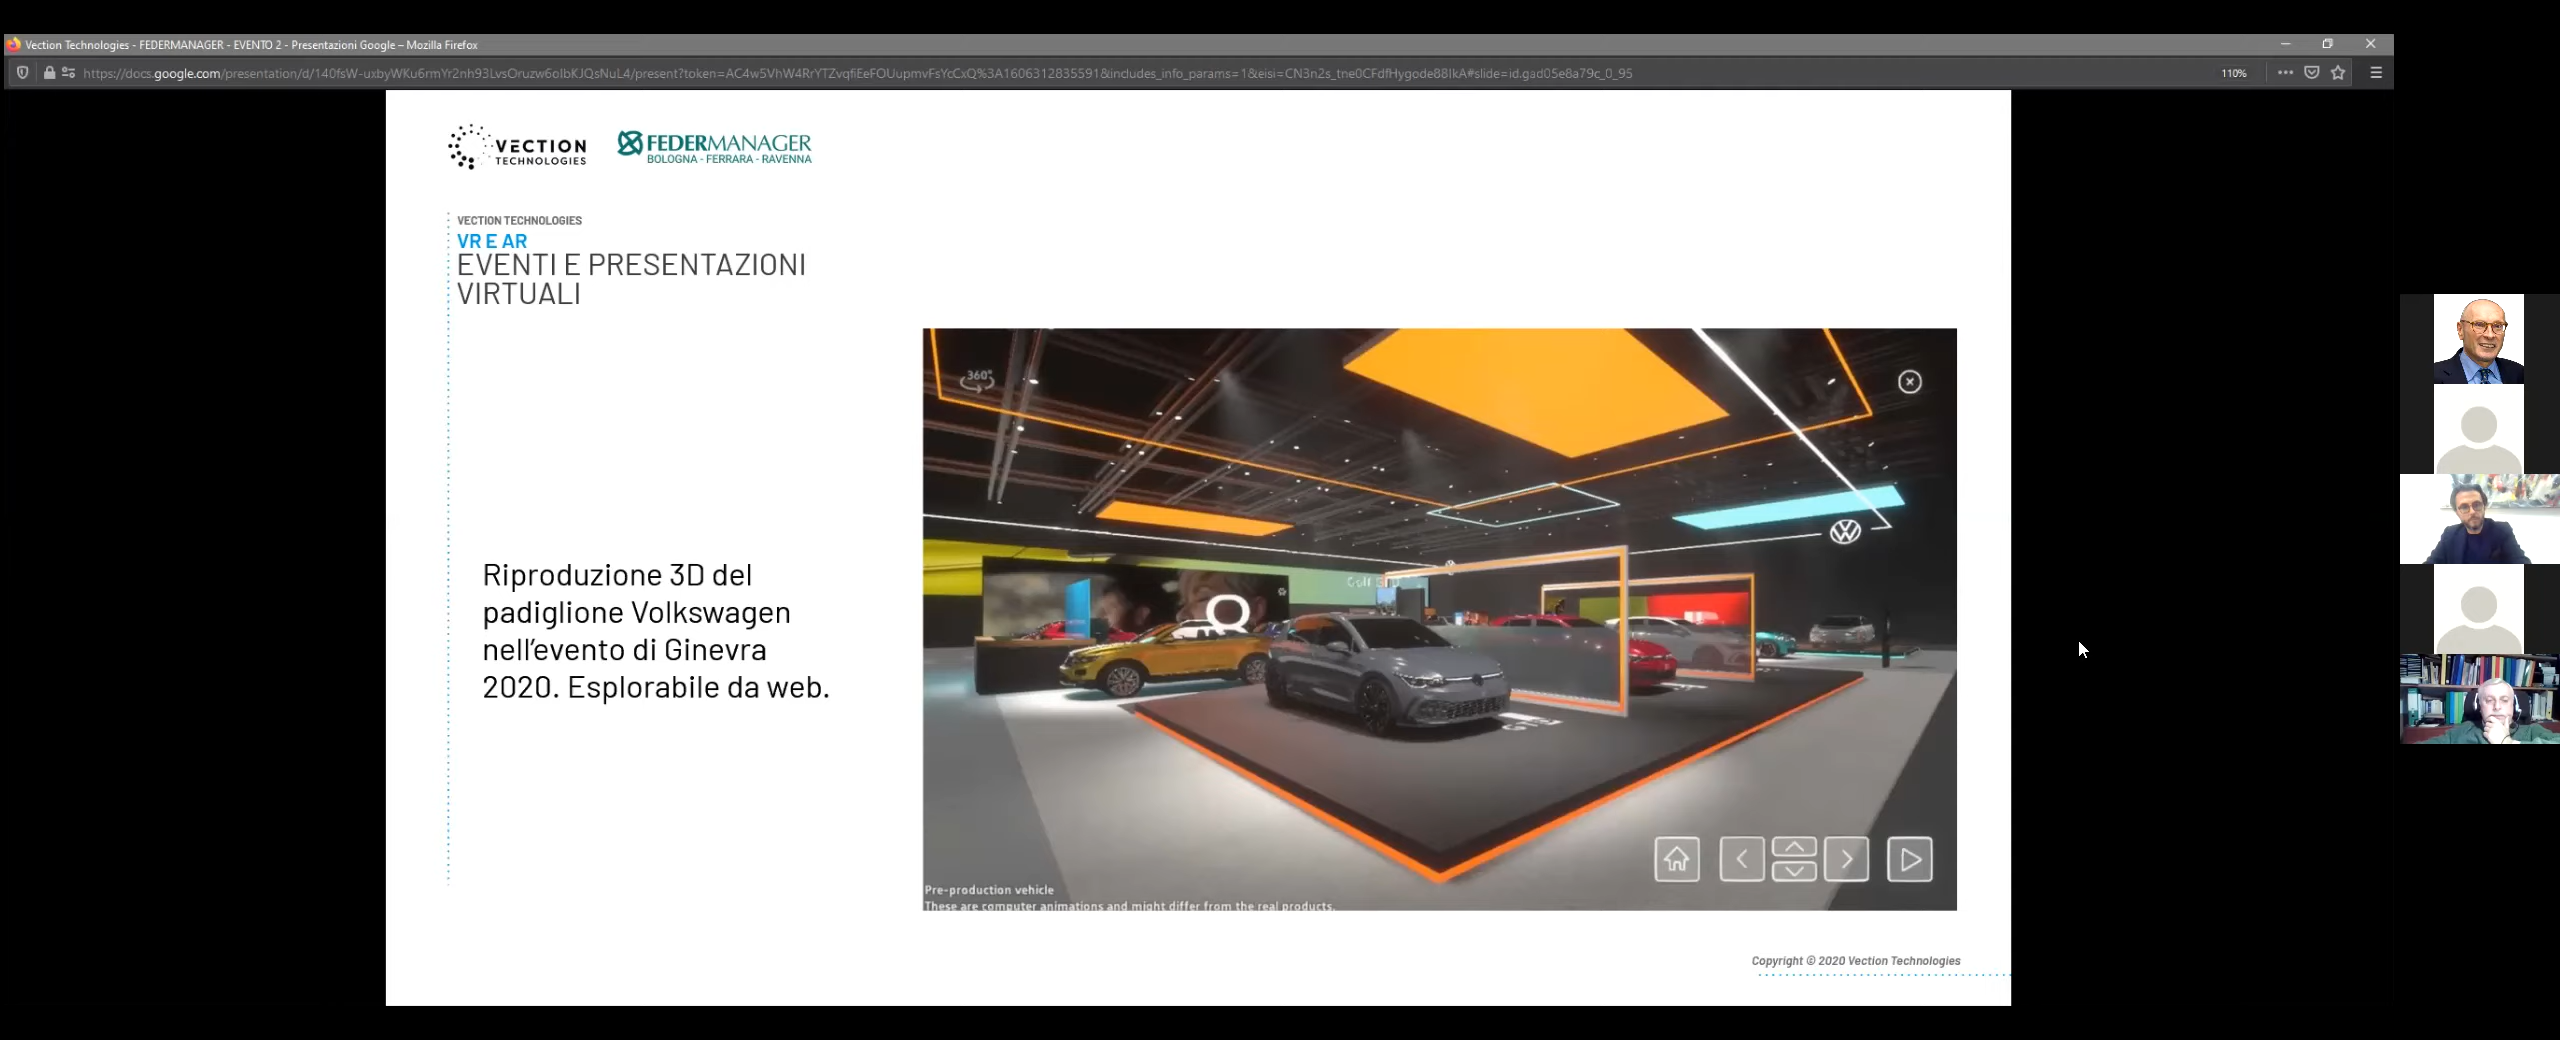 Vection Technologies - FEDERMANAGER - EVENTO 2 - Presentazioni Google – Mozilla Firefox
110%
VECTION
TECHNOLOGIES
FEDERMANAGER
BOLOGNA - FERRARA - RAVENNA
VECTION TECHNOLOGIES
VR E AR
EVENTI E PRESENTAZIONI
VIRTUALI
Riproduzione 3D del
padiglione Volkswagen
nell’evento di Ginevra
2020. Esplorabile da web.
360°
Pre-production vehicle
These are computer animations and might differ from the real products.
Copyright © 2020 Vection Technologies